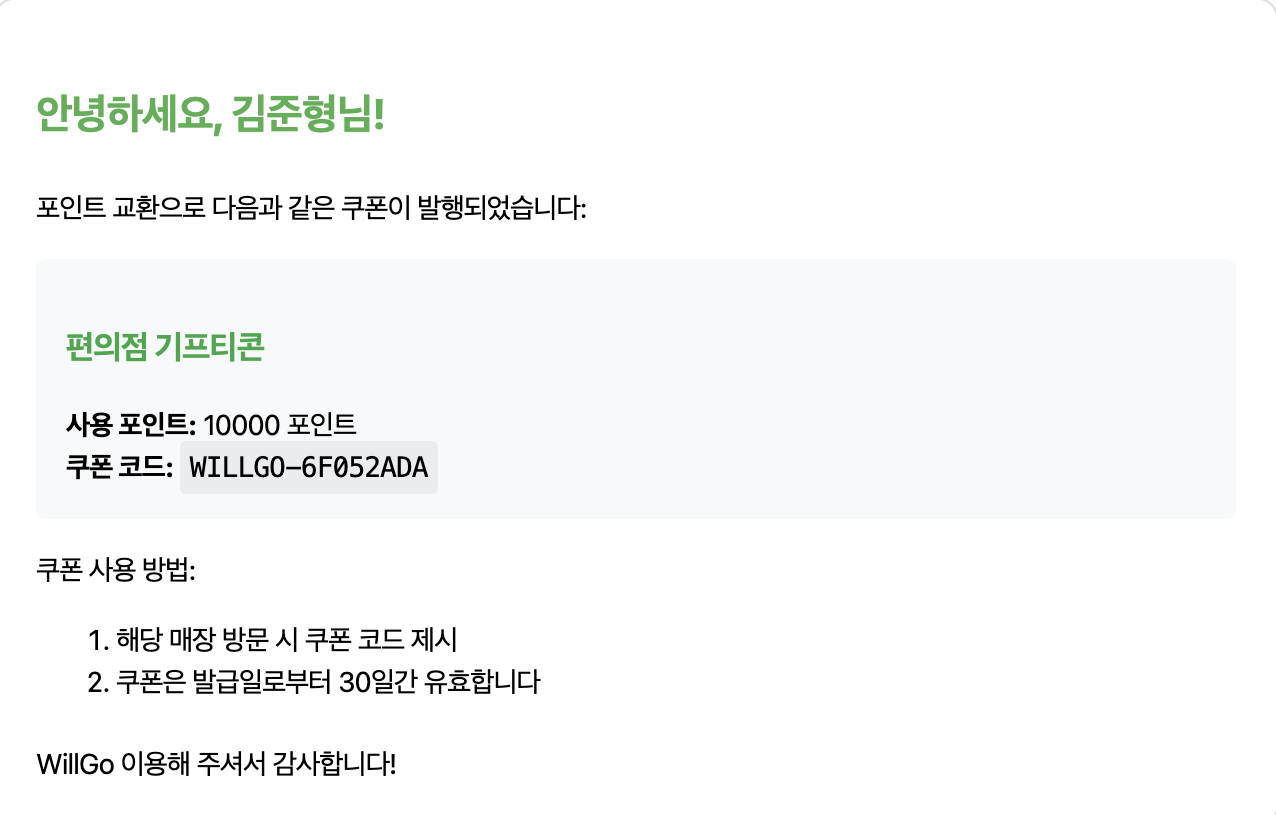 안녕하세요, 김준형님!
포인트 교환으로 다음과 같은 쿠폰이 발행되었습니다:
편의점 기프티콘
사용 포인트: 10000 포인트
쿠폰 코드: WILLGO-6F052ADA
쿠폰 사용 방법:
1. 해당 매장 방문 시 쿠폰 코드 제시
2. 쿠폰은 발급일로부터 30일간 유효합니다
WillGo 이용해 주셔서 감사합니다!